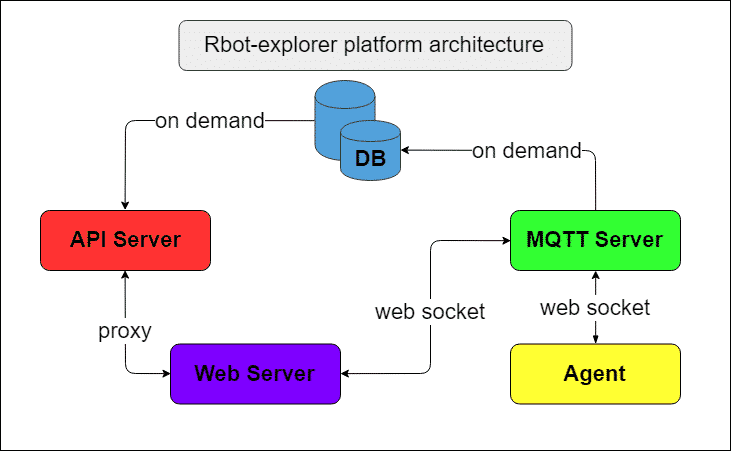 Rbot-explorer platform architecture
on demand
DB
on demand
API Server
MQTT Server
proxy
web socket
web socket
Web Server
Agent